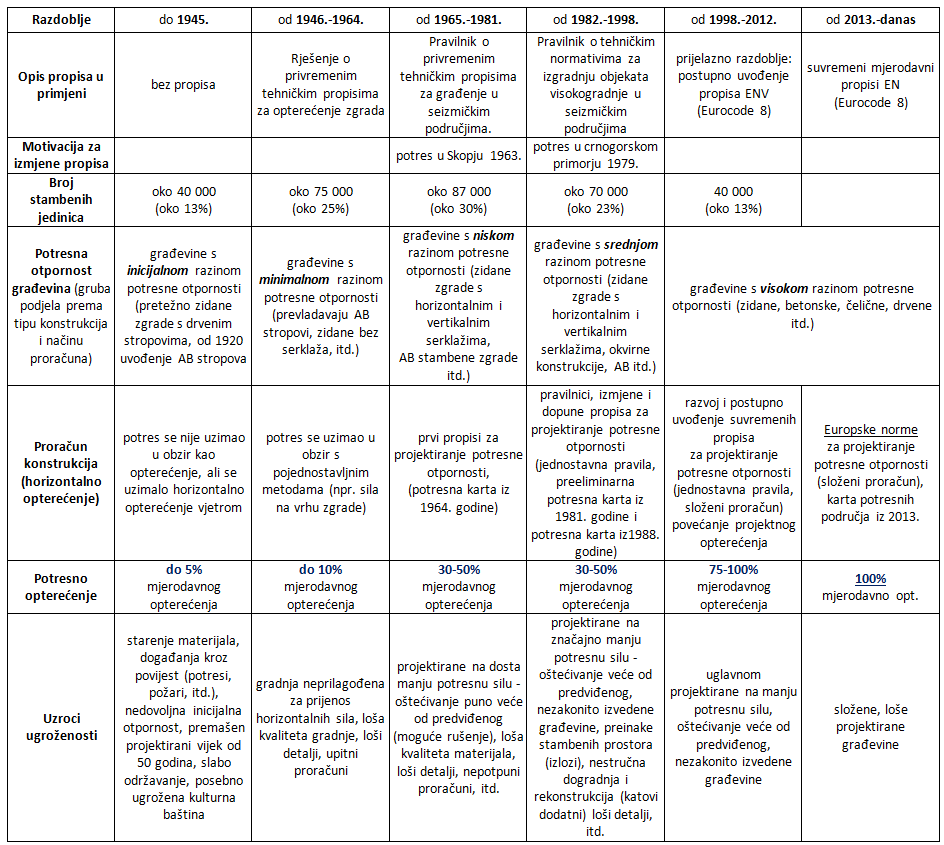 Razdoblje
do 1945.
od 1946.-1964.
od 1965.-1981.
od 1982.-1998.
od 1998.-2012.
od 2013.-danas
Opis propisa u
primjeni
bez propisa
Rješenje o
privremenim
tehničkim propisima
za opterećenje zgrada
Pravilnik o
privremenim
tehničkim propisima
za građenje u
seizmičkim
područjima.
Pravilnik o tehničkim
normativima za
izgradnju objekata
visokogradnje u
seizmičkim
područjima
prijelazno razdoblje:
postupno uvođenje
propisa ENV
(Eurocode 8)
suvremeni mjerodavni
propisi EN
(Eurocode 8)
Motivacija za
izmjene propisa
potres u Skopju 1963.
potres u crnogorskom
primorju 1979.
Broj
stambenih
jedinica
oko 40 000
(oko 13%)
oko 75 000
(oko 25%)
oko 87 000
(oko 30%)
oko 70 000
(oko 23%)
40 000
(oko 13%)
Potresna
otpornost
građevina (gruba
podjela prema
tipu konstrukcija
i načinu
proračuna)
građevine s
inicijalnom razinom
potresne otpornosti
(pretežno zidane
zgrade s drvenim
stropovima, od 1920
uvođenje AB stropova
građevine s
minimalnom razinom
potresne otpornosti
(prevladavaju AB
stropovi, zidane bez
serklaža, itd.)
građevine s niskom
razinom potresne
otpornosti (zidane
zgrade s
horizontalnim i
vertikalnim
serklažima,
AB stambene zgrade
itd.)
građevine s srednjom
razinom potresne
otpornosti (zidane
zgrade s
horizontalnim i
vertikalnim
serklažima, okvirne
konstrukcije, AB itd.)
građevine s visokom razinom potresne
otpornosti (zidane, betonske, čelične, drvene
itd.)
Proračun
konstrukcija
(horizontalno
opterećenje)
potres se nije uzimao
u obzir kao
opterećenje, ali se
uzimalo horizontalno
opterećenje vjetrom
potres se uzimao u
obzir s
pojednostavljnim
metodama (npr. sila
na vrhu zgrade)
prvi propisi za
projektiranje potresne
otpornosti,
(potresna karta iz
1964. godine)
pravilnici, izmjene i
dopune propisa za
projektiranje potresne
otpornosti
(jednostavna pravila,
preeliminarna
potresna karta iz
1981. godine i
potresna karta iz1988.
godine)
razvoj i postupno
uvođenje suvremenih
propisa
za projektiranje
potresne otpornosti
(jednostavna pravila,
složeni proračun)
povećanje projektnog
opterećenja
Europske norme
za projektiranje
potresne otpornosti
(složeni proračun),
karta potresnih
područja iz 2013.
Potresno
opterećenje
do 5%
mjerodavnog
opterećenja
do 10%
mjerodavnog
opterećenja
30-50%
mjerodavnog
opterećenja
30-50%
mjerodavnog
opterećenja
75-100%
mjerodavnog
opterećenja
100%
mjerodavno opt.
Uzroci
ugroženosti
starenje materijala,
događanja kroz
povijest (potresi,
požari, itd.),
nedovoljna inicijalna
otpornost, premašen
projektirani vijek od
50 godina, slabo
održavanje, posebno
ugrožena kulturna
baština
gradnja neprilagođena
za prijenos
horizontalnih sila, loša
kvaliteta gradnje, loši
detalji, upitni
proračuni
projektirane na dosta
manju potresnu silu -
oštećivanje puno veće
od predviđenog
(moguće rušenje), loša
kvaliteta materijala,
loši detalji, nepotpuni
proračuni, itd.
projektirane na
značajno manju
potresnu silu -
oštećivanje veće od
predviđenog,
nezakonito izvedene
građevine, preinake
stambenih prostora
(izlozi), nestručna
dogradnja i
rekonstrukcija (katovi
dodatni) loši detalji,
itd.
uglavnom
projektirane na manju
potresnu silu,
oštećivanje veće od
predviđenog,
nezakonito izvedene
građevine
složene, loše
projektirane
građevine